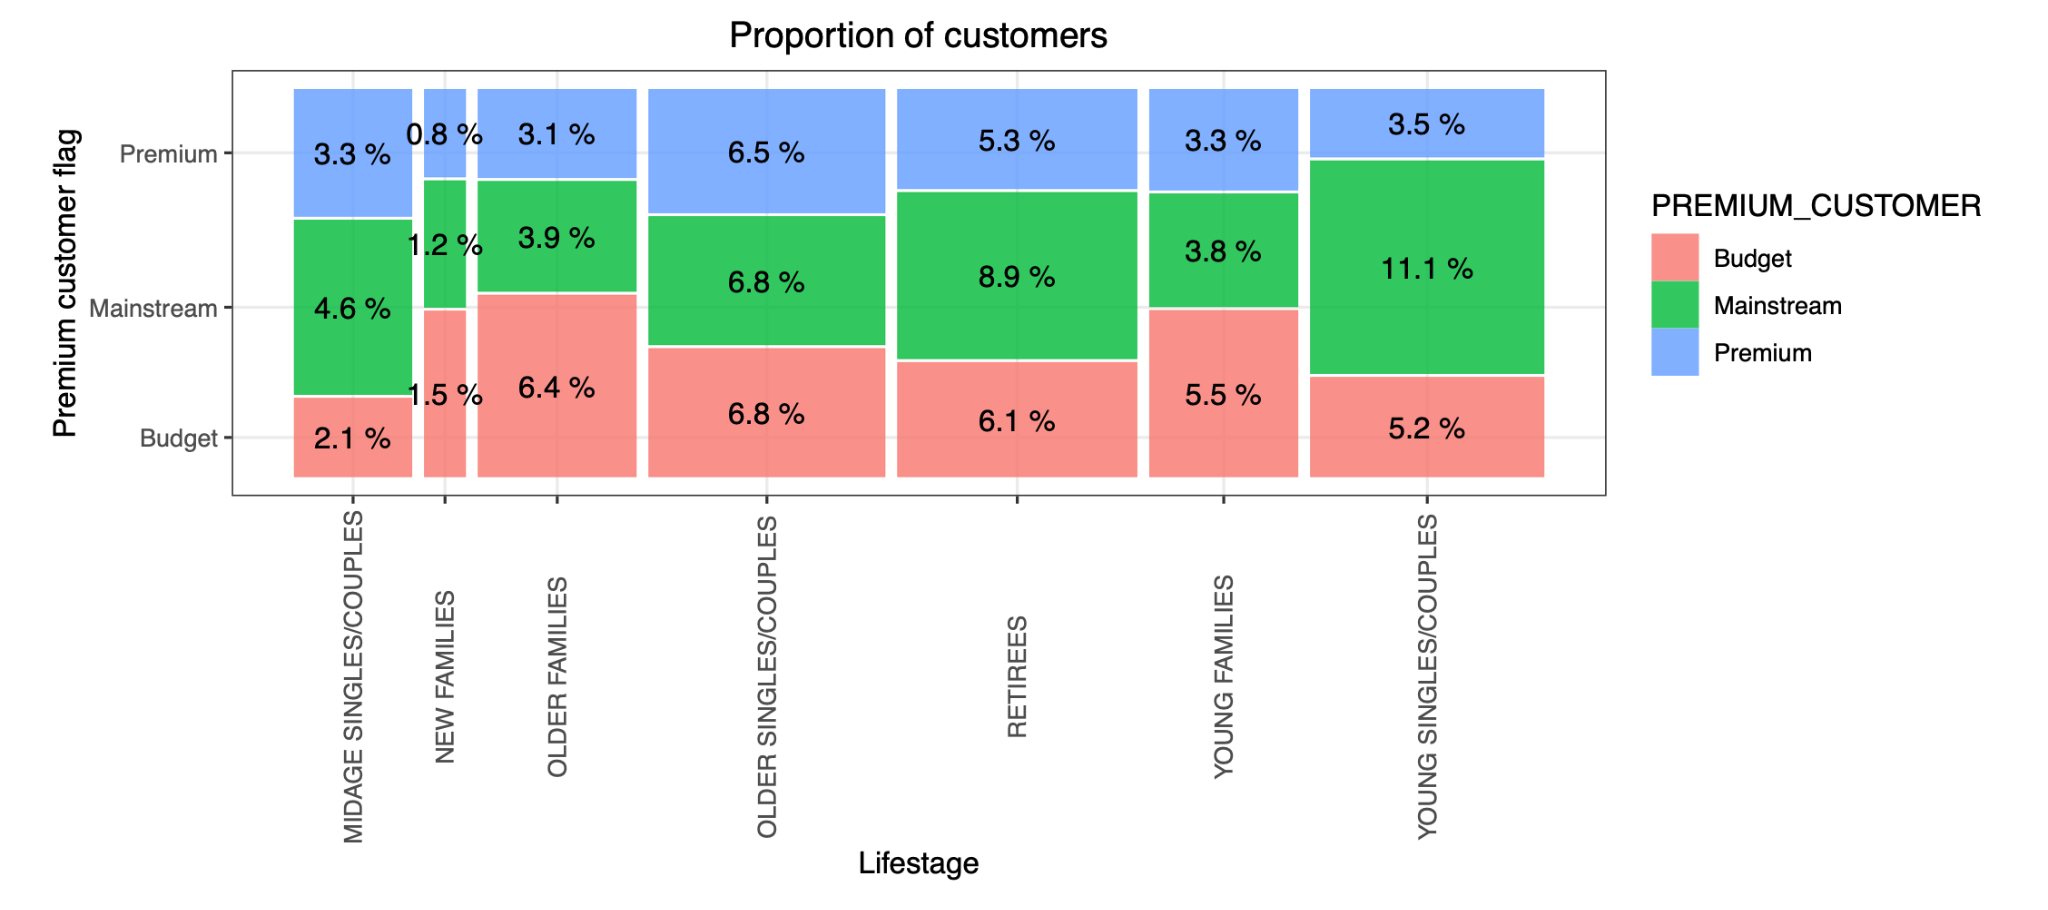 Proportion of customers
Premium customer flag
Premium
Mainstream
Budget
3.3 %
4.6 %
2.1 %
0.8 %
1.2 %
1.5 %
3.1 %
3.9 %
6.4 %
6.5 %
6.8 %
6.8 %
5.3 %
8.9 %
6.1 %
3.3 %
3.8 %
5.5 %
3.5 %
11.1 %
5.2 %
MIDAGE SINGLES/COUPLES
NEW FAMILIES
OLDER FAMILIES
OLDER SINGLES/COUPLES
RETIREES
YOUNG FAMILIES
YOUNG SINGLES/COUPLES
Lifestage
PREMIUM_CUSTOMER
Budget
Mainstream
Premium